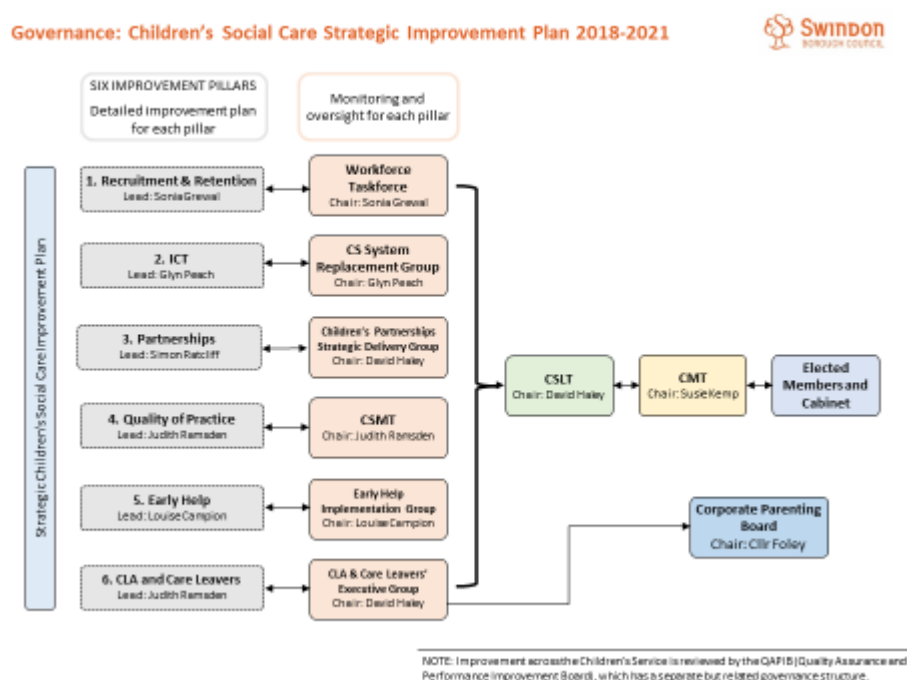 Governance: Children's Social Care Strategic Improvement Plan 2018-2021
SWINDON
BOROUGH COUNCIL
SIX IMPROVEMENT PILLARS
Detailed improvement plan
for each pillar
Monitoring and
oversight for each pillar
Strategic Children's Social Care Improvement Plan
1. Recruitment & Retention
Lead: Sonia Grewal
Workforce
Taskforce
Chair: Sonia Grewal
2. ICT
Lead: Glyn Peach
CS System
Replacement Group
Chair: Glyn Peach
3. Partnerships
Lead: Simon Ratcliff
Children's Partnerships
Strategic Delivery Group
Chair: David Haley
4. Quality of Practice
Lead: Judith Ramsden
CSMT
Chair: Judith Ramsden
5. Early Help
Lead: Louise Campion
Early Help
Implementation Group
Chair: Louise Campion
6. CLA and Care Leavers
Lead: Judith Ramsden
CLA & Care Leavers'
Executive Group
Chair: David Haley
CSLT
Chair: David Haley
CMT
Chair: Susie Kemp
Elected
Members and
Cabinet
Corporate Parenting
Board
Chair: Cllr Foley
NOTE: Improvement across the Children's Service is reviewed by the QAPIB (Quality Assurance and
Performance Improvement Board), which has a separate but related governance structure.